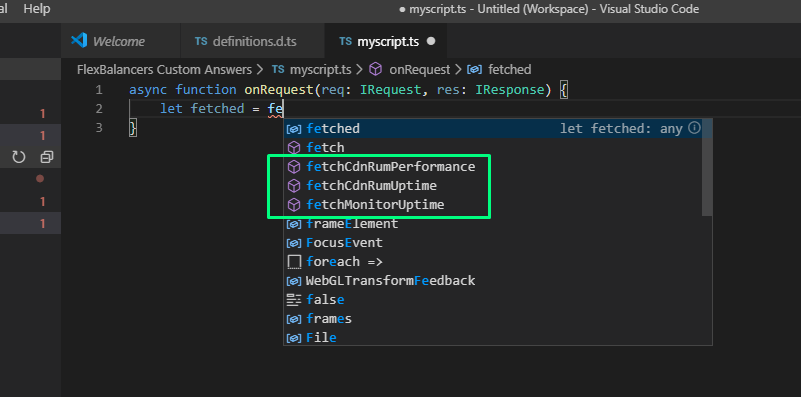 al Help
myscript.ts - Untitled (Workspace) - Visual Studio Code
Welcome
TS definitions.d.ts
TS myscript.ts
FlexBalancers Custom Answers > TS myscript.ts > onRequest > fetched
1 async function onRequest(req: IRequest, res: IResponse) {
2 let fetched = fe
3 }
fetched let fetched: any
fetch
fetchCdnRumPerformance
fetchCdnRumUptime
fetchMonitorUptime
frameElement
FocusEvent
foreach =>
WebGLTransformFeedback
false
frames
File
1
1
1
1